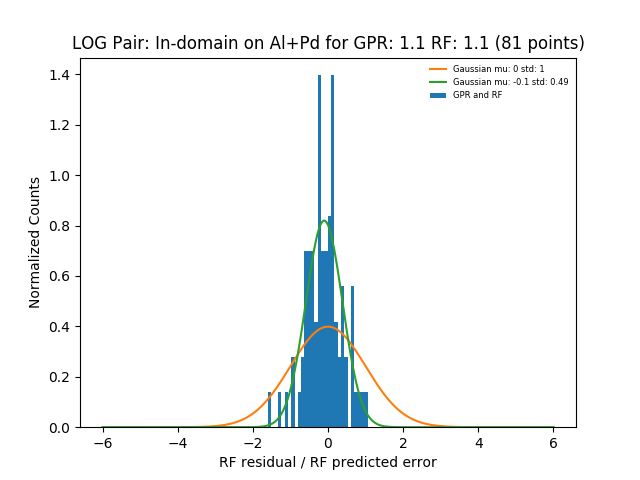 LOG Pair: In-domain on Al+Pd for GPR: 1.1 RF: 1.1 (81 points)
Gaussian mu: 0 std: 1
Gaussian mu: -0.1 std: 0.49
GPR and RF
Normalized Counts
1.4
1.2
1.0
0.8
0.6
0.4
0.2
0.0
−6 −4 −2 0 2 4 6
RF residual / RF predicted error